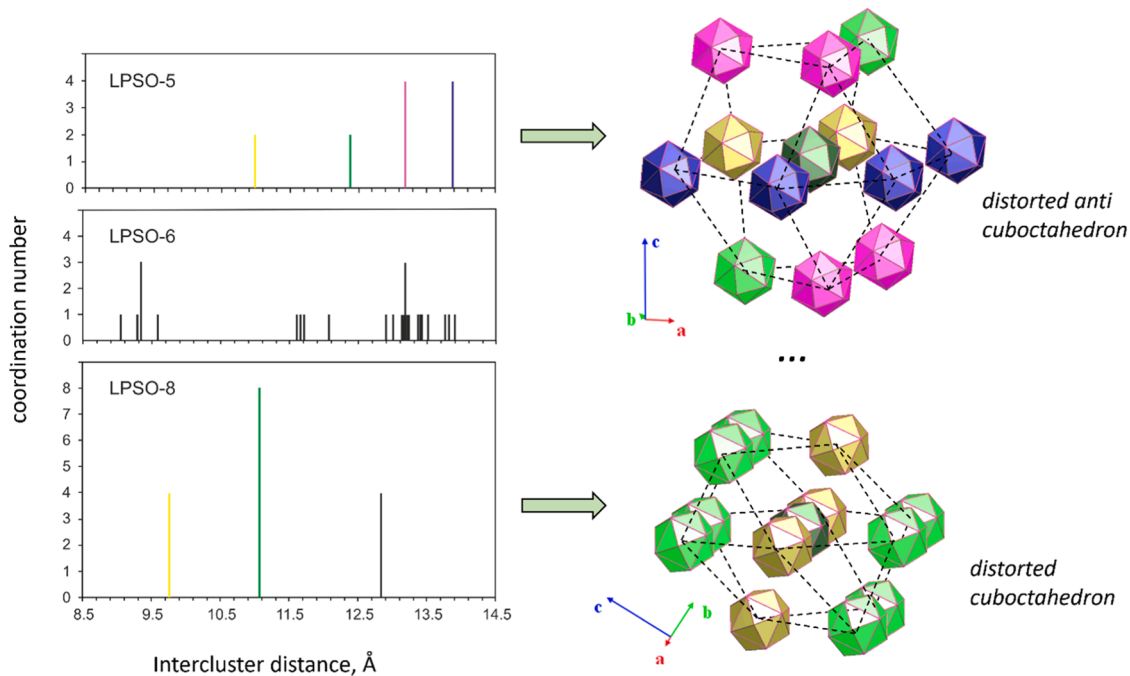 LPSO-5
4
3
2
1
0
LPSO-6
4
3
2
1
0
LPSO-8
8
7
6
5
4
3
2
1
0
8.5 9.5 10.5 11.5 12.5 13.5 14.5
coordination number
Intercluster distance, Å
distorted anti
cuboctahedron
c
b
a
...
distorted
cuboctahedron
c
b
a